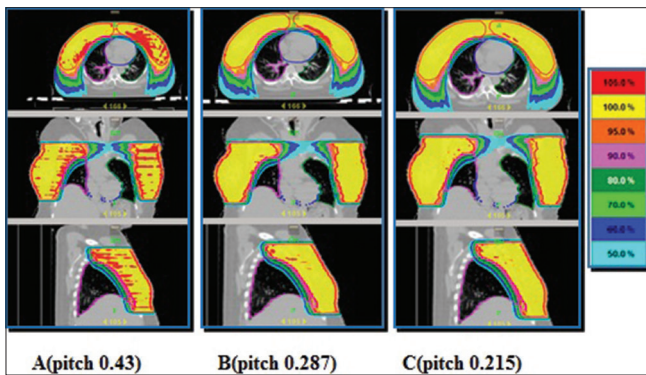 105.0 %
100.0 %
95.0 %
90.0 %
80.0 %
70.0 %
60.0 %
50.0 %
A(pitch 0.43)
B(pitch 0.287)
C(pitch 0.215)